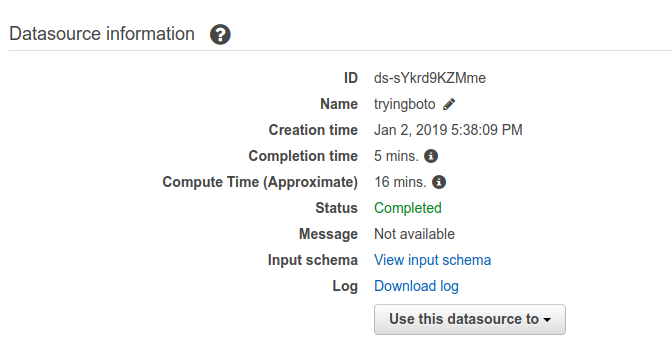 Datasource information
ID ds-sYkrd9KZMme
Name tryingboto
Creation time Jan 2, 2019 5:38:09 PM
Completion time 5 mins.
Compute Time (Approximate) 16 mins.
Status Completed
Message Not available
Input schema View input schema
Log Download log
Use this datasource to